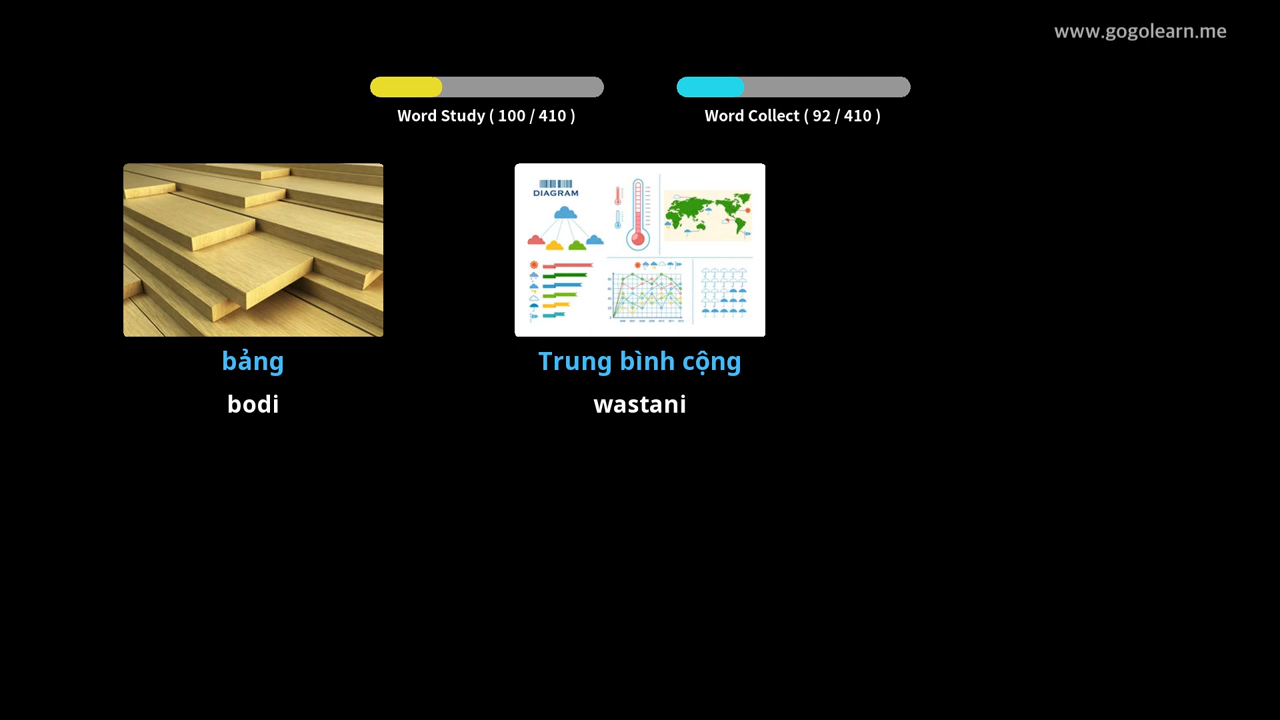 www.gogolearn.me
Word Study ( 100 / 410 )
Word Collect ( 92 / 410 )
DIAGRAM
bảng
Trung bình cộng
bodi
wastani